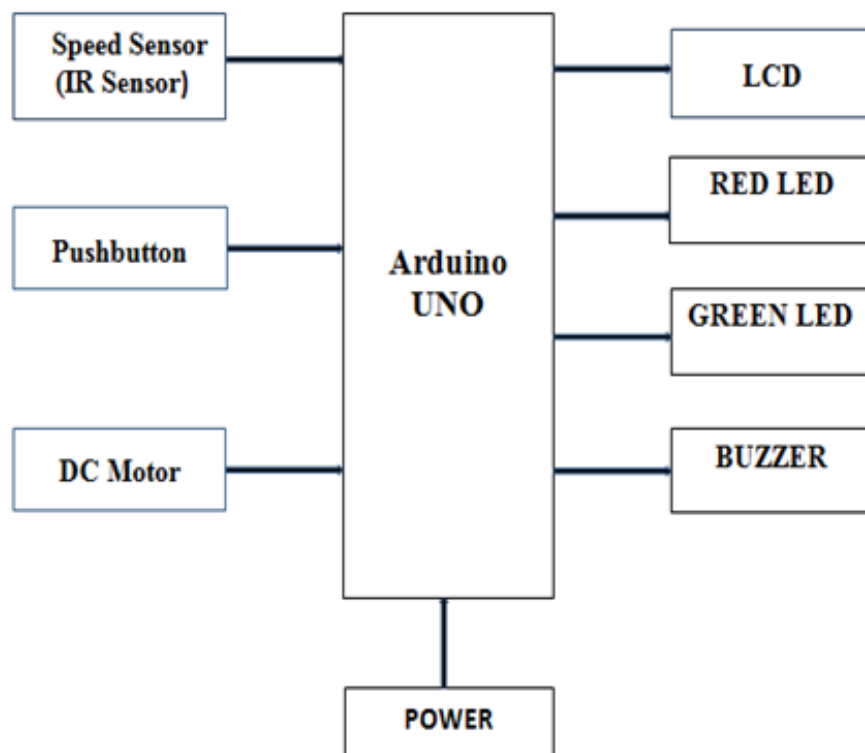 Speed Sensor
(IR Sensor)
Pushbutton
DC Motor
Arduino
UNO
LCD
RED LED
GREEN LED
BUZZER
POWER